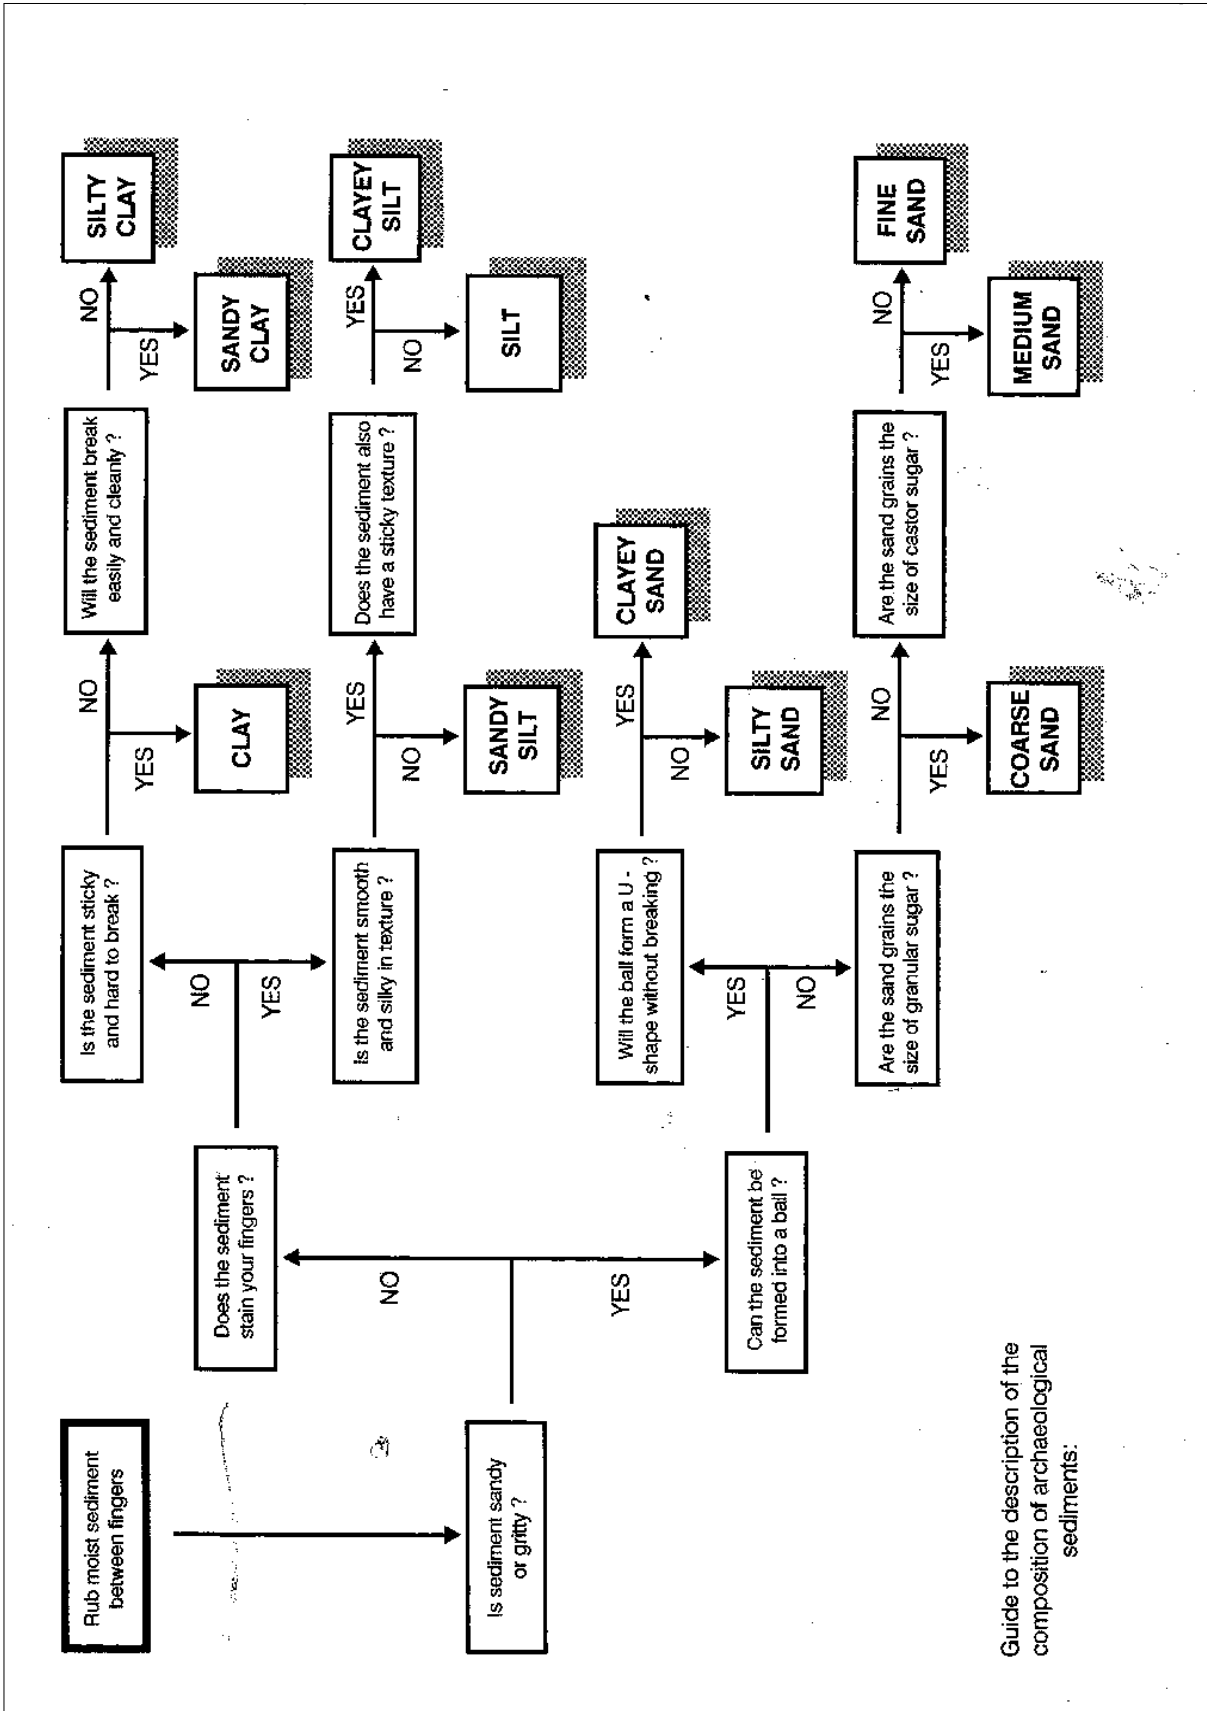 Rub moist sediment
between fingers
Is sediment sandy
or gritty ?
NO
YES
Does the sediment
stain your fingers ?
NO
YES
Is the sediment sticky
and hard to break ?
NO
YES
CLAY
Will the sediment break
easily and cleanly ?
NO
YES
SILTY
CLAY
SANDY
CLAY
Is the sediment smooth
and silky in texture ?
YES
NO
SANDY
SILT
Does the sediment also
have a sticky texture ?
YES
NO
CLAYEY
SILT
SILT
Can the sediment be
formed into a ball ?
YES
NO
Will the ball form a U -
shape without breaking ?
YES
NO
CLAYEY
SAND
SILTY
SAND
Are the sand grains the
size of granular sugar ?
NO
YES
COARSE
SAND
Are the sand grains the
size of castor sugar ?
NO
YES
FINE
SAND
MEDIUM
SAND
Guide to the description of the
composition of archaeological
sediments: